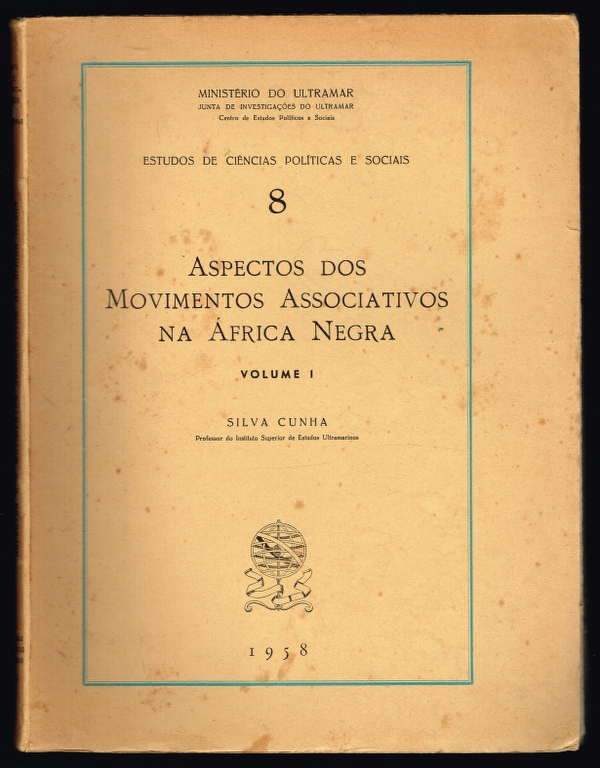 MINISTÉRIO DO ULTRAMAR
JUNTA DE INVESTIGAÇÕES DO ULTRAMAR
Centro de Estudos Políticos e Sociais
ESTUDOS DE CIÊNCIAS POLÍTICAS E SOCIAIS
8
ASPECTOS DOS
MOVIMENTOS ASSOCIATIVOS
NA ÁFRICA NEGRA
VOLUME I
SILVA CUNHA
Professor do Instituto Superior de Estudos Ultramarinos
1958